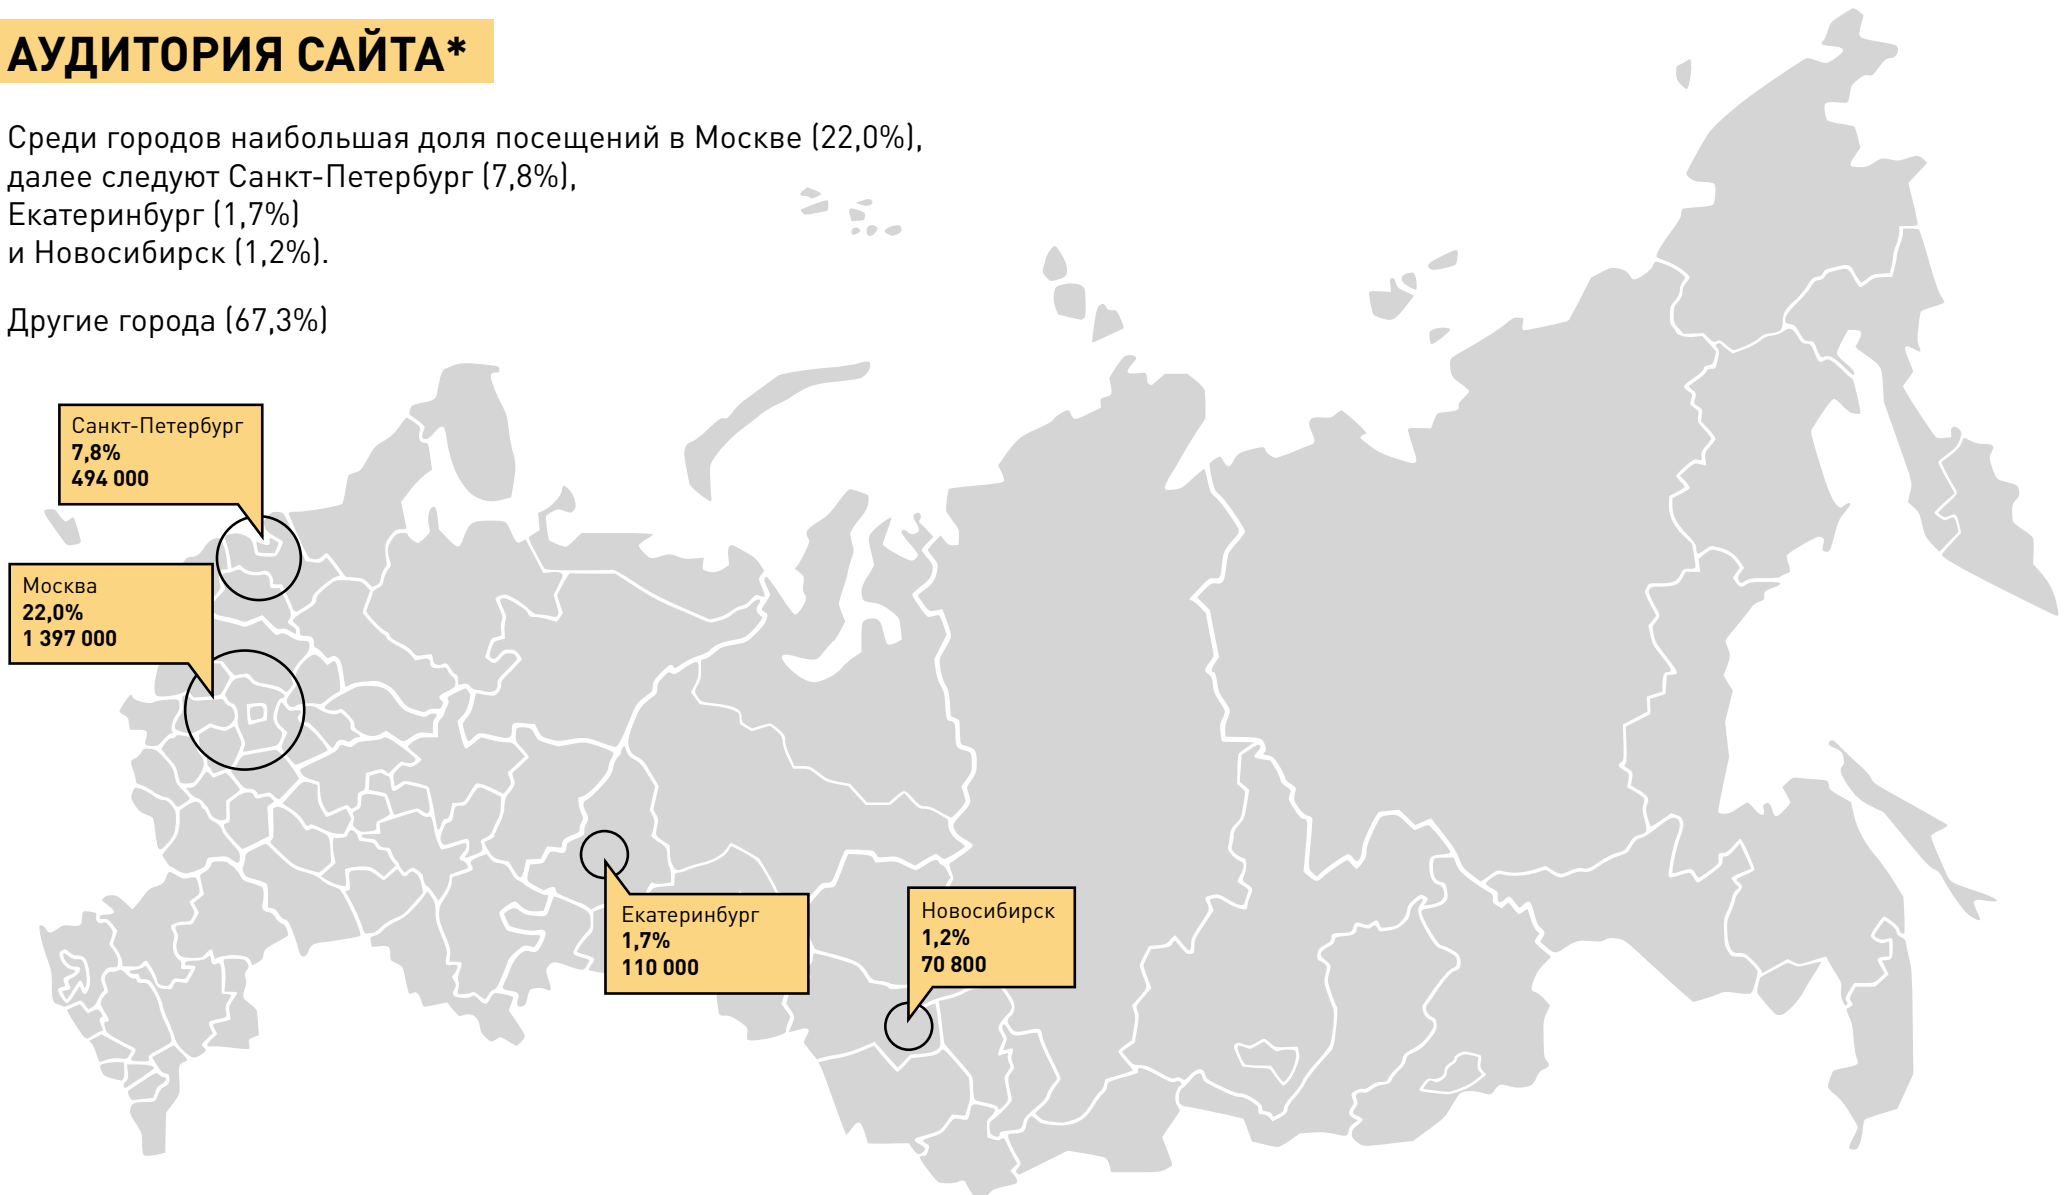 АУДИТОРИЯ САЙТА*
Среди городов наибольшая доля посещений в Москве (22,0%),
далее следуют Санкт-Петербург (7,8%),
Екатеринбург (1,7%)
и Новосибирск (1,2%).
Другие города (67,3%)
Санкт-Петербург
7,8%
494 000
Москва
22,0%
1 397 000
Екатеринбург
1,7%
110 000
Новосибирск
1,2%
70 800